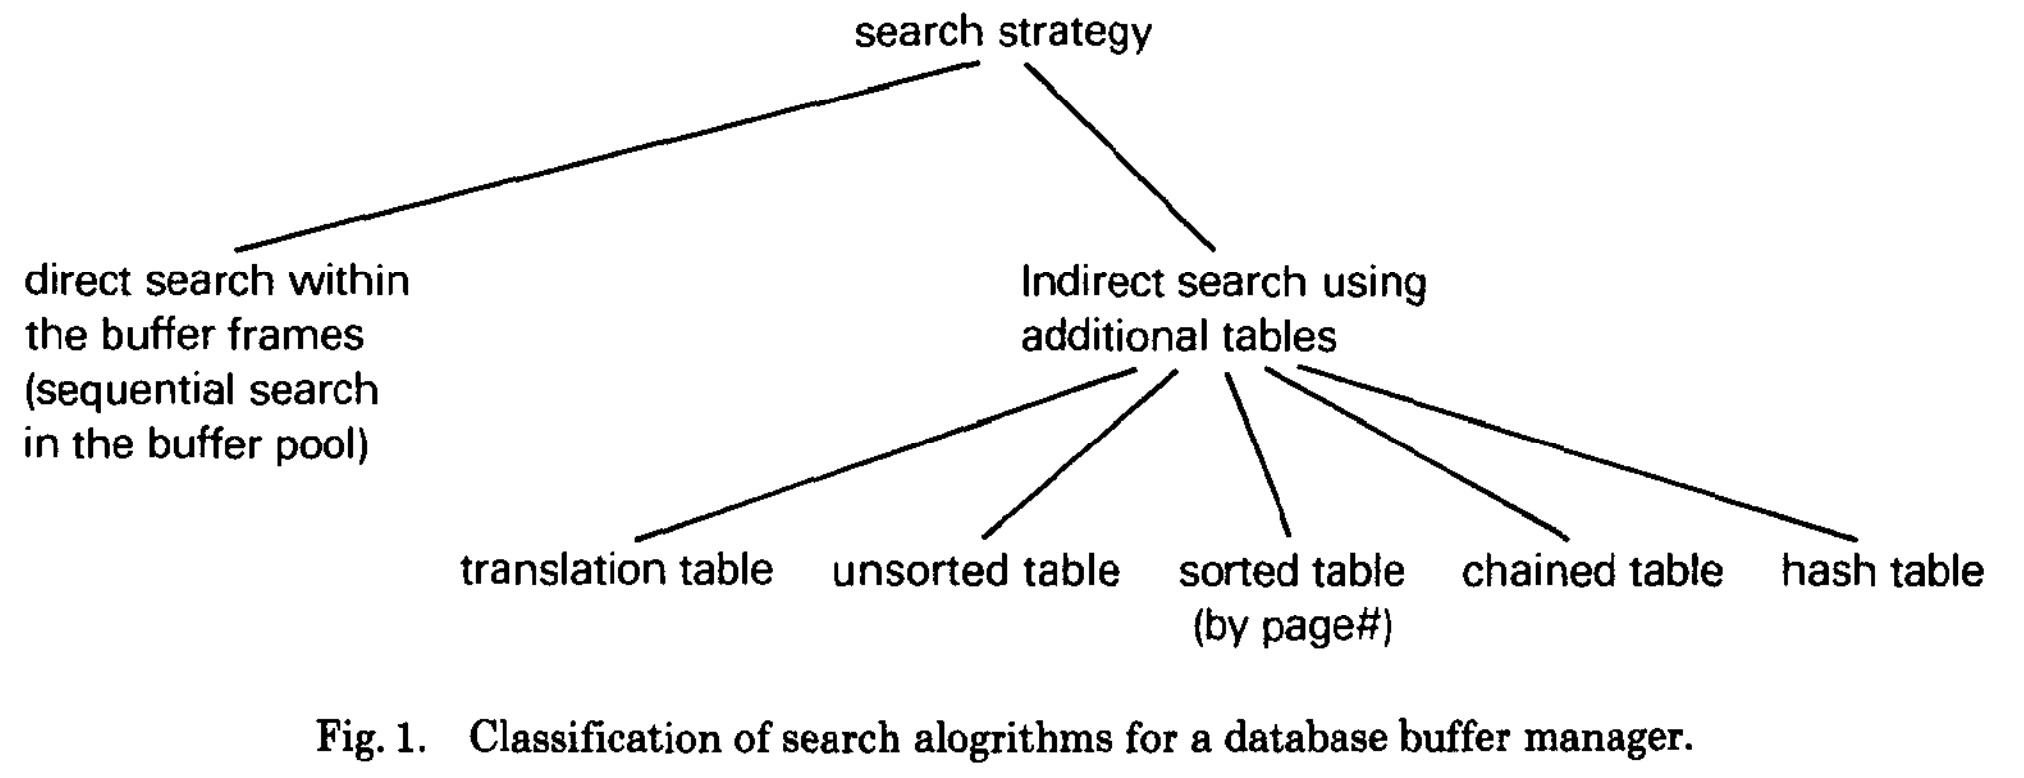 search strategy
direct search within
the buffer frames
(sequential search
in the buffer pool)
Indirect search using
additional tables
translation table
unsorted table
sorted table
(by page#)
chained table
hash table
Fig. 1. Classification of search alogrithms for a database buffer manager.